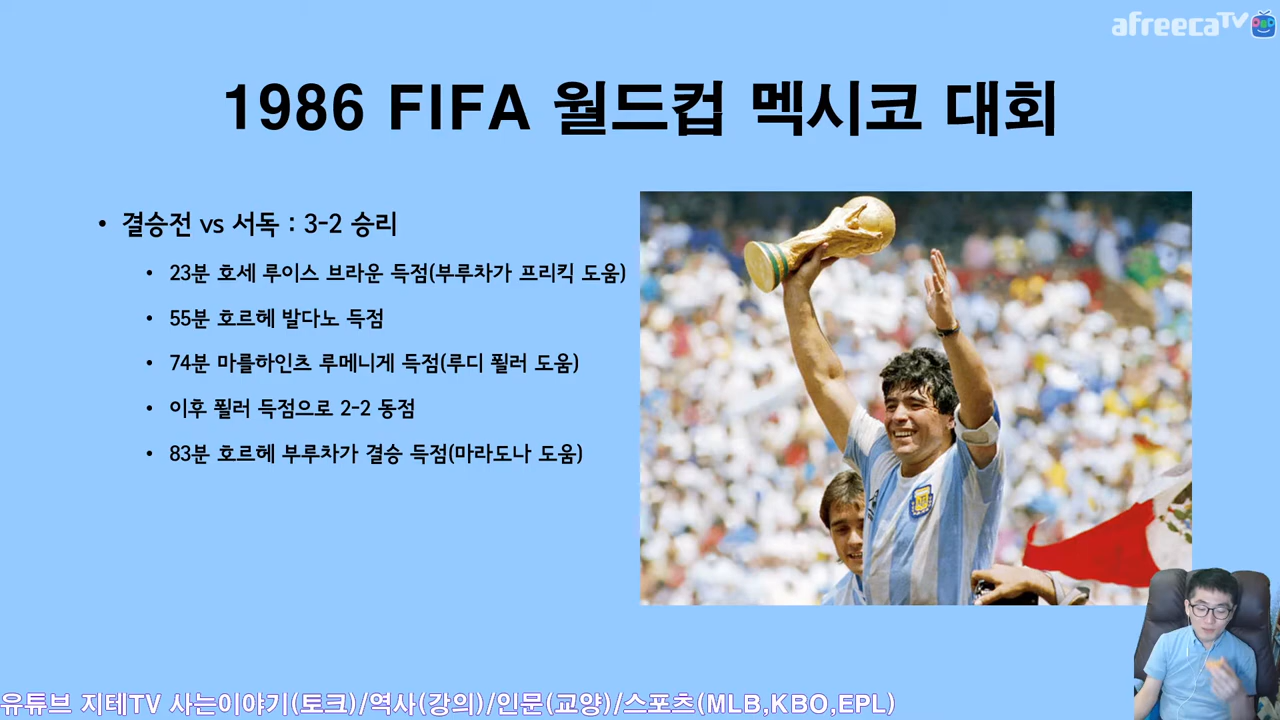 afreecaTV
1986 FIFA 월드컵 멕시코 대회
• 결승전 vs 서독 : 3-2 승리
• 23분 호세 루이스 브라운 득점(부루차가 프리킥 도움)
• 55분 호르헤 발다노 득점
• 74분 마를하인츠 루메니게 득점(루디 푈러 도움)
• 이후 푈러 득점으로 2-2 동점
• 83분 호르헤 부루차가 결승 득점(마라도나 도움)
유튜브 지테TV 사는이야기(토크)/역사(강의)/인문(교양)/스포츠(MLB,KBO,EPL)